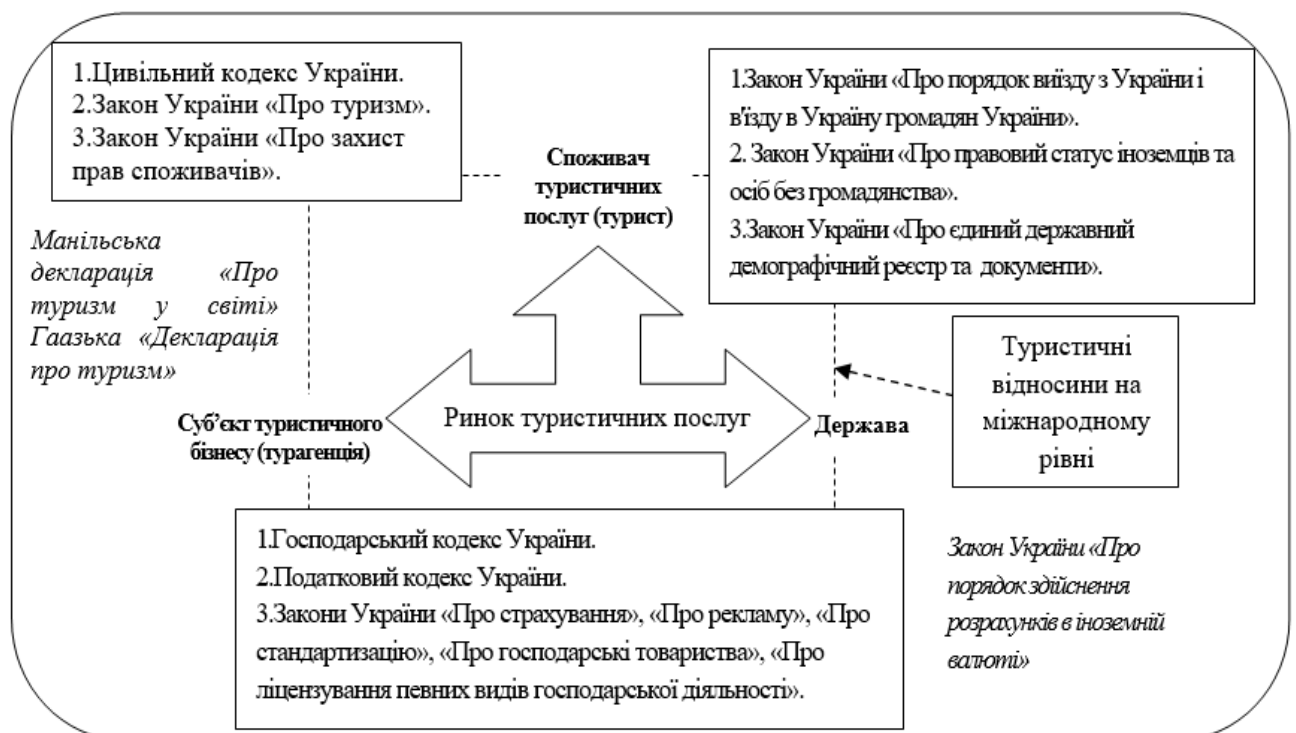 1.Цивільний кодекс України.
2.Закон України «Про туризм».
3.Закон України «Про захист
прав споживачів».
Споживач
туристичних
послуг (турист)
1.Закон України «Про порядок виїзду з України і
в'їзду в Україну громадян України».
2. Закон України «Про правовий статус іноземців та
осіб без громадянства».
3.Закон України «Про єдиний державний
демографічний реєстр та документи».
Манільська
декларація «Про
туризм у світі»
Гаазька «Декларація
про туризм»
Туристичні
відносини на
міжнародному
рівні
Суб’єкт туристичного
бізнесу (турагенція)
Ринок туристичних послуг
Держава
1.Господарський кодекс України.
2.Податковий кодекс України.
3.Закони України «Про страхування», «Про рекламу», «Про
стандартизацію», «Про господарські товариства», «Про
ліцензування певних видів господарської діяльності».
Закон України «Про
порядок здійснення
розрахунків в іноземній
валюті»